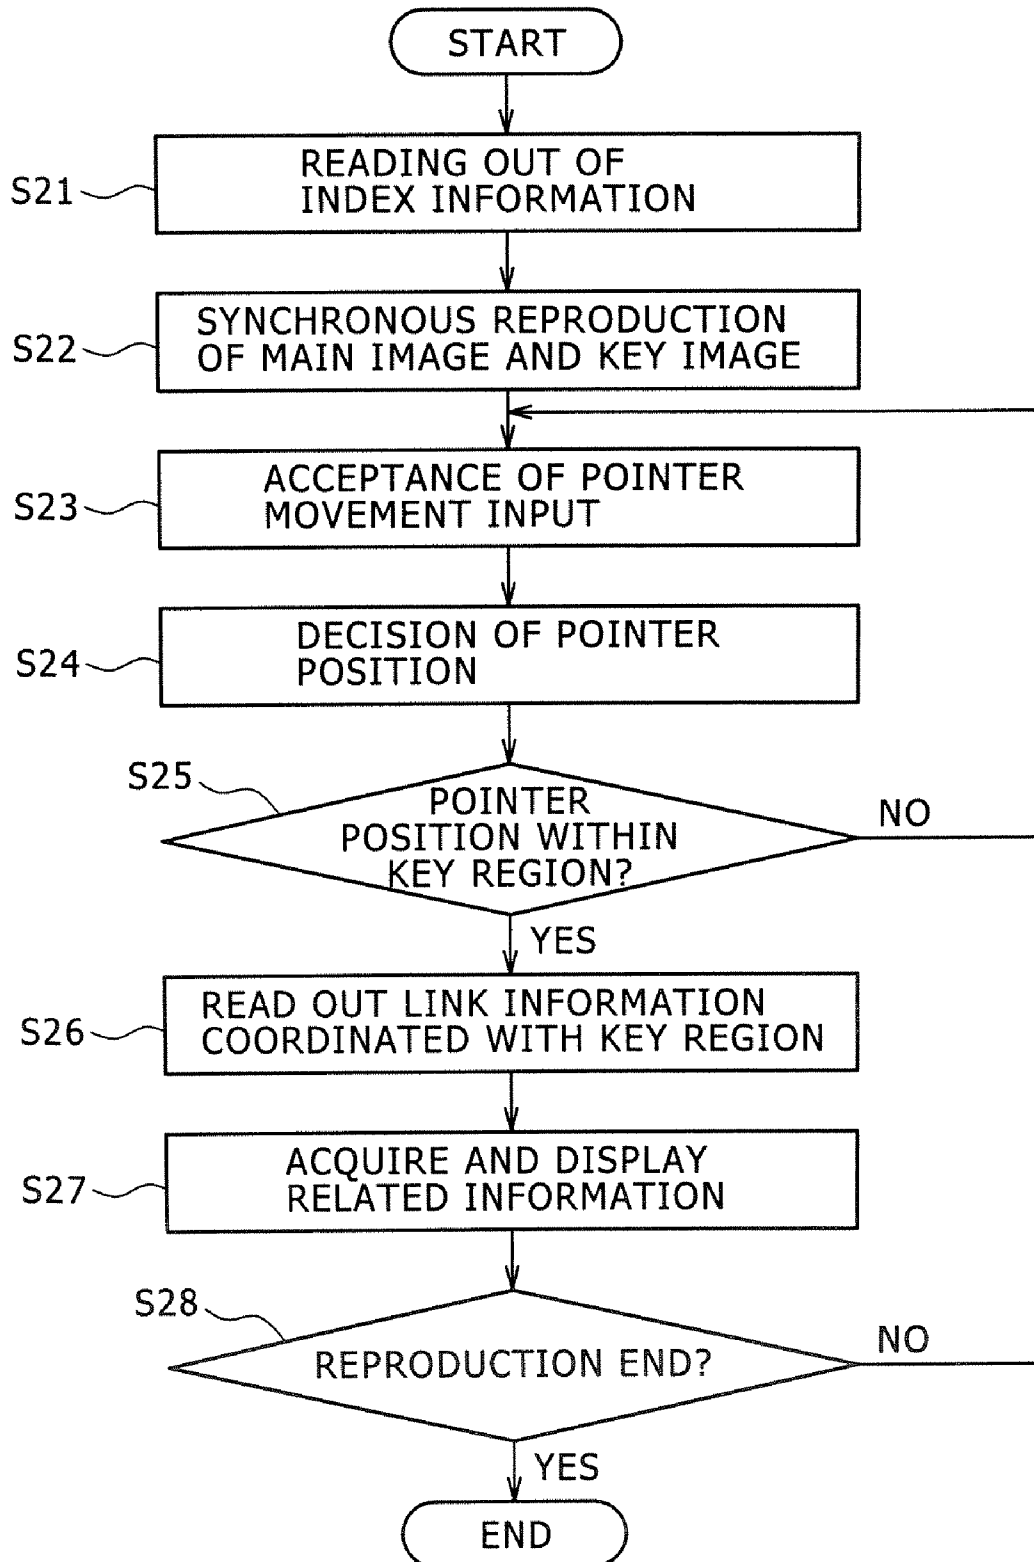 START
S21
READING OUT OF
INDEX INFORMATION
S22
SYNCHRONOUS REPRODUCTION
OF MAIN IMAGE AND KEY IMAGE
S23
ACCEPTANCE OF POINTER
MOVEMENT INPUT
S24
DECISION OF POINTER
POSITION
S25
POINTER
POSITION WITHIN
KEY REGION?
NO
YES
S26
READ OUT LINK INFORMATION
COORDINATED WITH KEY REGION
S27
ACQUIRE AND DISPLAY
RELATED INFORMATION
S28
REPRODUCTION END?
NO
YES
END